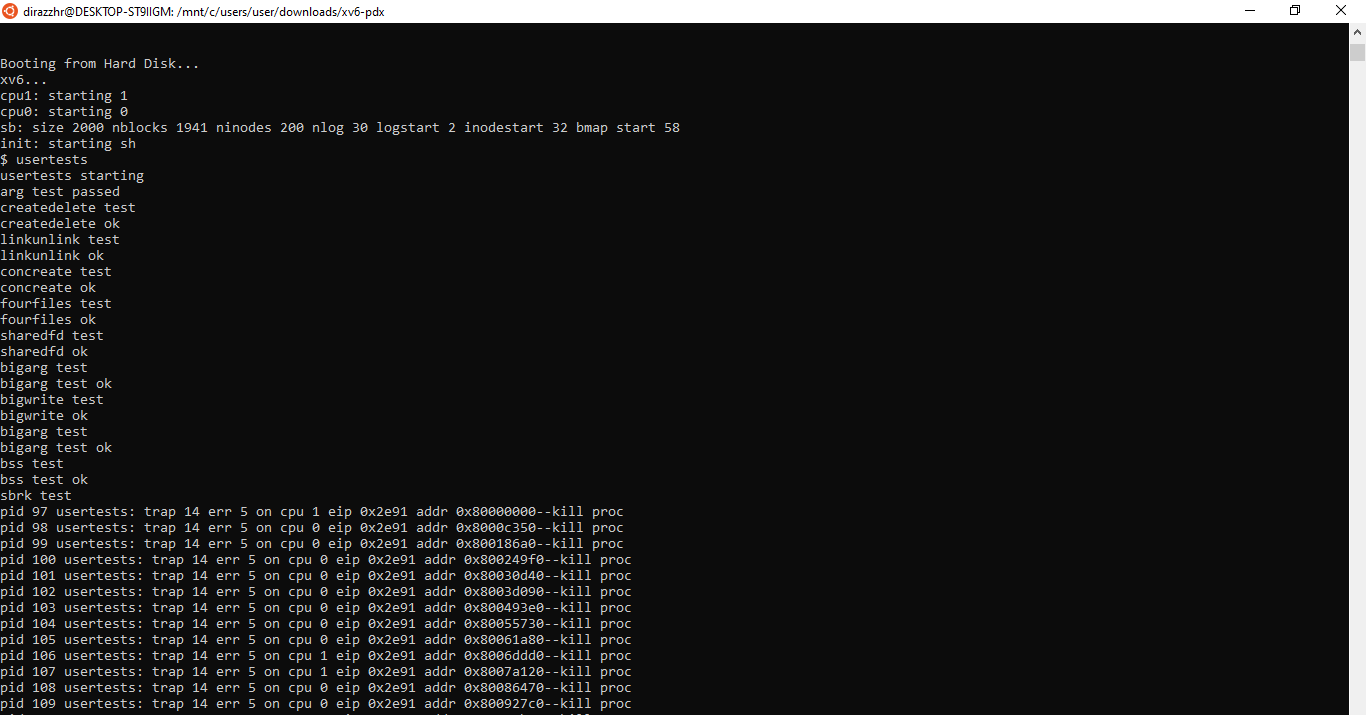 dirazzhr@DESKTOP-ST9IIGM: /mnt/c/users/user/downloads/xv6-pdx
Booting from Hard Disk...
xv6...
cpu1: starting 1
cpu0: starting 0
sb: size 2000 nblocks 1941 ninodes 200 nlog 30 logstart 2 inodestart 32 bmap start 58
init: starting sh
$ usertests
usertests starting
arg test passed
createdelete test
createdelete ok
linkunlink test
linkunlink ok
concreate test
concreate ok
fourfiles test
fourfiles ok
sharedfd test
sharedfd ok
bigarg test
bigarg test ok
bigwrite test
bigwrite ok
bigarg test
bigarg test ok
bss test
bss test ok
sbrk test
pid 97 usertests: trap 14 err 5 on cpu 1 eip 0x2e91 addr 0x80000000--kill proc
pid 98 usertests: trap 14 err 5 on cpu 0 eip 0x2e91 addr 0x8000c350--kill proc
pid 99 usertests: trap 14 err 5 on cpu 0 eip 0x2e91 addr 0x800186a0--kill proc
pid 100 usertests: trap 14 err 5 on cpu 0 eip 0x2e91 addr 0x800249f0--kill proc
pid 101 usertests: trap 14 err 5 on cpu 0 eip 0x2e91 addr 0x80030d40--kill proc
pid 102 usertests: trap 14 err 5 on cpu 0 eip 0x2e91 addr 0x8003d090--kill proc
pid 103 usertests: trap 14 err 5 on cpu 0 eip 0x2e91 addr 0x800493e0--kill proc
pid 104 usertests: trap 14 err 5 on cpu 0 eip 0x2e91 addr 0x80055730--kill proc
pid 105 usertests: trap 14 err 5 on cpu 0 eip 0x2e91 addr 0x80061a80--kill proc
pid 106 usertests: trap 14 err 5 on cpu 1 eip 0x2e91 addr 0x8006ddd0--kill proc
pid 107 usertests: trap 14 err 5 on cpu 1 eip 0x2e91 addr 0x8007a120--kill proc
pid 108 usertests: trap 14 err 5 on cpu 0 eip 0x2e91 addr 0x80086470--kill proc
pid 109 usertests: trap 14 err 5 on cpu 0 eip 0x2e91 addr 0x800927c0--kill proc